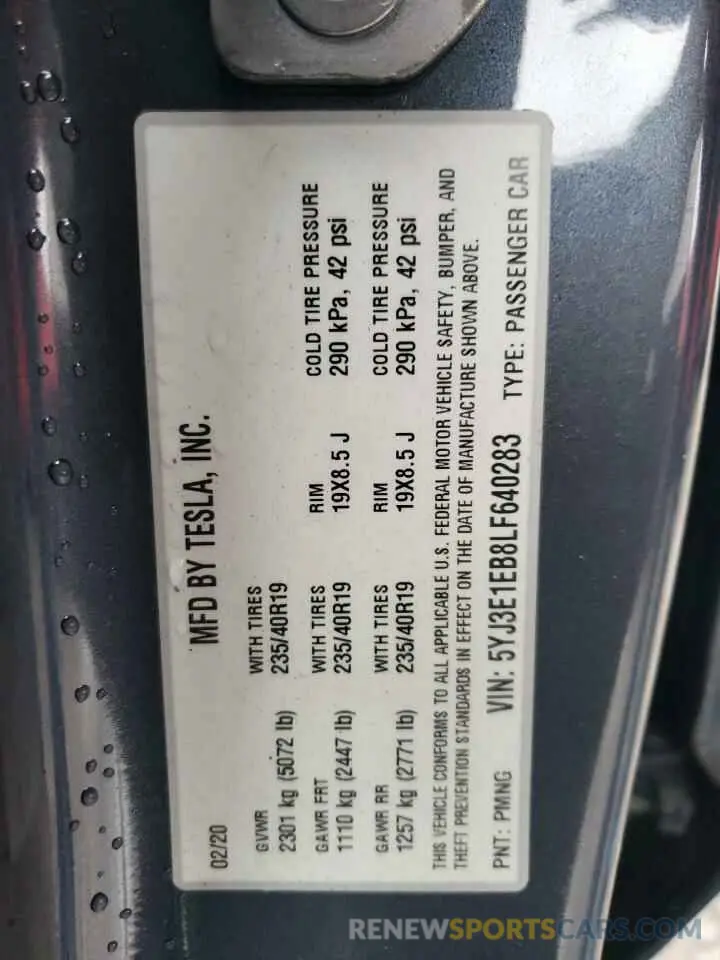 MFD BY TESLA, INC.
02/20
GVWR WITH TIRES
2301 kg (5072 lb) 235/40R19
GAWR FRT WITH TIRES RIM COLD TIRE PRESSURE
1110 kg (2447 lb) 235/40R19 19X8.5 J 290 kPa, 42 psi
GAWR RR WITH TIRES RIM COLD TIRE PRESSURE
1257 kg (2771 lb) 235/40R19 19X8.5 J 290 kPa, 42 psi
THIS VEHICLE CONFORMS TO ALL APPLICABLE U.S. FEDERAL MOTOR VEHICLE SAFETY, BUMPER, AND
THEFT PREVENTION STANDARDS IN EFFECT ON THE DATE OF MANUFACTURE SHOWN ABOVE.
PNT: PMNG VIN: 5YJ3E1EB8LF640283 TYPE: PASSENGER CAR
RENEWSPORTSCARS.COM